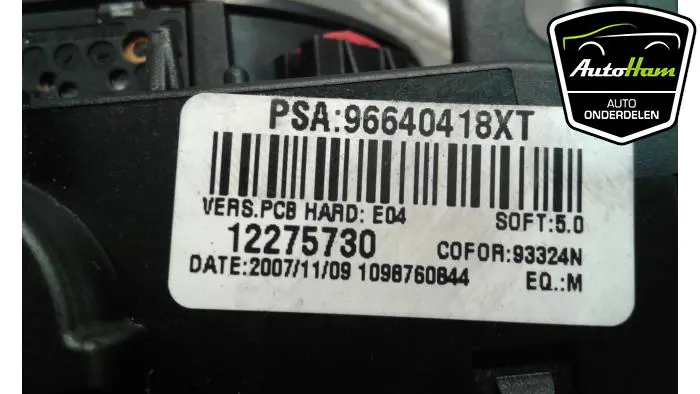 PSA:96640418XT
VERS.PCB HARD: E04 SOFT:5.0
12275730 COFOR:93324N
DATE:2007/11/09 1098760844 EQ.:M
AutoHam
AUTO
ONDERDELEN